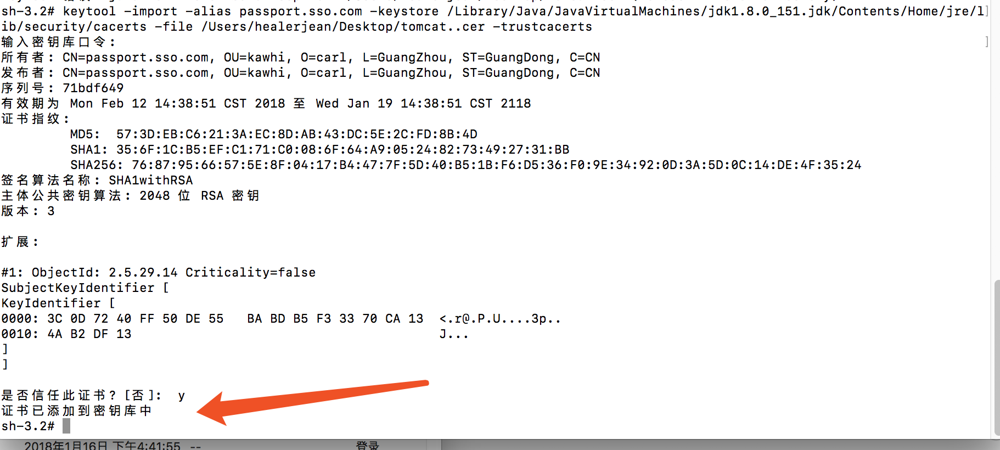 sh-3.2# keytool -import -alias passport.sso.com -keystore /Library/Java/JavaVirtualMachines/jdk1.8.0_151.jdk/Contents/Home/jre/l]
ib/security/cacerts -file /Users/healerjean/Desktop/tomcat..cer -trustcacerts
输入密钥库口令: ]
所有者: CN=passport.sso.com, OU=kawhi, O=carl, L=GuangZhou, ST=GuangDong, C=CN
发布者: CN=passport.sso.com, OU=kawhi, O=carl, L=GuangZhou, ST=GuangDong, C=CN
序列号: 71bdf649
有效期为 Mon Feb 12 14:38:51 CST 2018 至 Wed Jan 19 14:38:51 CST 2118
证书指纹:
MD5: 57:3D:EB:C6:21:3A:EC:8D:AB:43:DC:5E:2C:FD:8B:4D
SHA1: 35:6F:1C:B5:EF:C1:71:C0:08:6F:64:A9:05:24:82:73:49:27:31:BB
SHA256: 76:87:95:66:57:5E:8F:04:17:B4:47:7F:5D:40:B5:1B:F6:D5:36:F0:9E:34:92:0D:3A:5D:0C:14:DE:4F:35:24
签名算法名称: SHA1withRSA
主体公共密钥算法: 2048 位 RSA 密钥
版本: 3
扩展:
#1: ObjectId: 2.5.29.14 Criticality=false
SubjectKeyIdentifier [
KeyIdentifier [
0000: 3C 0D 72 40 FF 50 DE 55   BA BD B5 F3 33 70 CA 13  <.r@.P.U....3p..
0010: 4A B2 DF 13                                        J...
]
]
是否信任此证书? [否]:  y
证书已添加到密钥库中
sh-3.2#
2018年1月16日 下午4:41:55 -- 登录